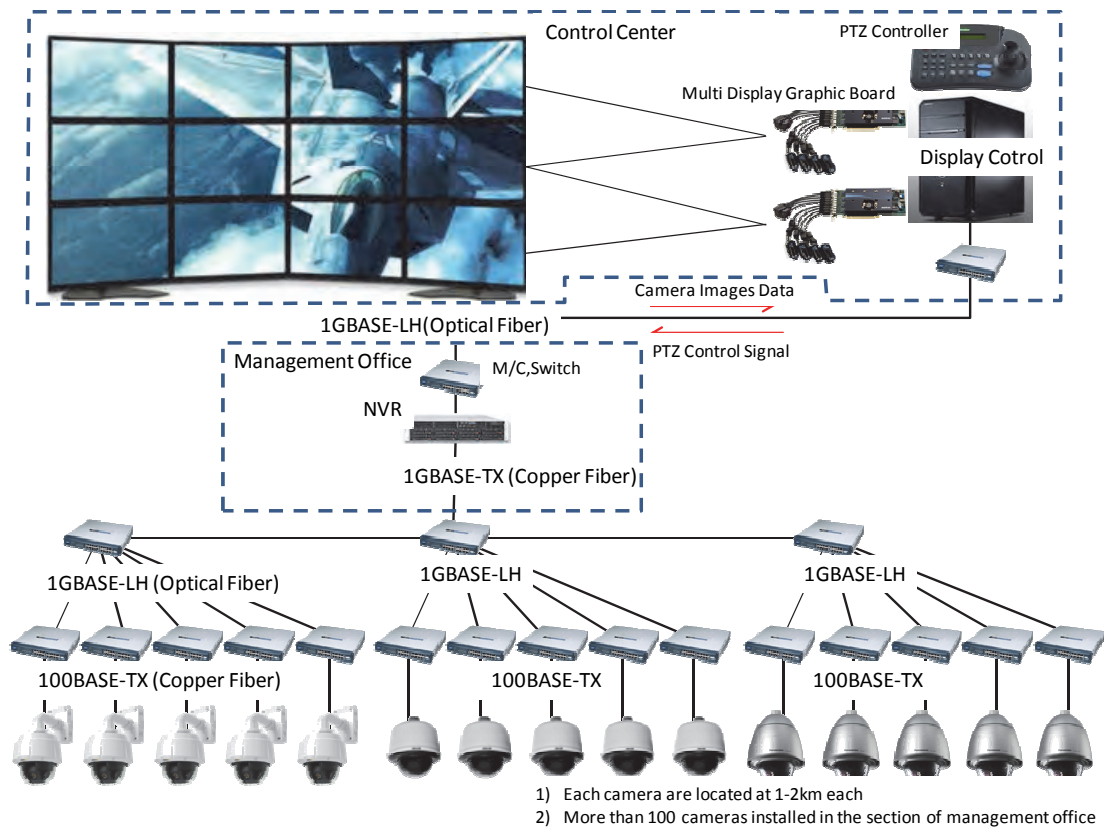 Control Center
PTZ Controller
Multi Display Graphic Board
Display Cotrol
Camera Images Data
1GBASE-LH(Optical Fiber)
PTZ Control Signal
Management Office
M/C,Switch
NVR
1GBASE-TX (Copper Fiber)
1GBASE-LH (Optical Fiber)
1GBASE-LH
1GBASE-LH
100BASE-TX (Copper Fiber)
100BASE-TX
100BASE-TX
1) Each camera are located at 1-2km each
2) More than 100 cameras installed in the section of management office